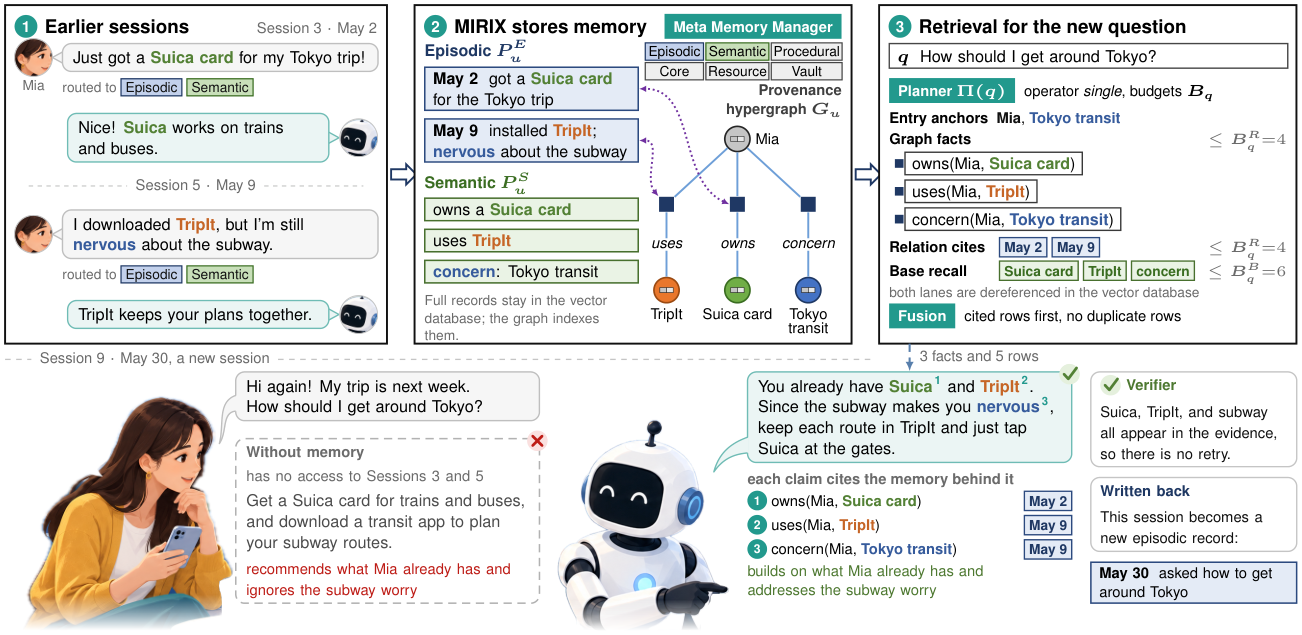 1 Earlier sessions
Session 3 · May 2
Just got a Suica card for my Tokyo trip!
Mia
routed to Episodic Semantic
Nice! Suica works on trains
and buses.
Session 5 · May 9
I downloaded TripIt, but I'm still
nervous about the subway.
routed to Episodic Semantic
TripIt keeps your plans together.
2 MIRIX stores memory
Meta Memory Manager
Episodic P_u^E
Episodic Semantic Procedural
Core Resource Vault
May 2 got a Suica card
for the Tokyo trip
May 9 installed TripIt;
nervous about the subway
Semantic P_u^S
owns a Suica card
uses TripIt
concern: Tokyo transit
Full records stay in the vector
database; the graph indexes
them.
Provenance
hypergraph G_u
Mia
uses owns concern
TripIt Suica card Tokyo
transit
3 Retrieval for the new question
q How should I get around Tokyo?
Planner Π(q) operator single, budgets B_q
Entry anchors Mia, Tokyo transit
Graph facts ≤ B_q^R=4
owns(Mia, Suica card)
uses(Mia, TripIt)
concern(Mia, Tokyo transit)
Relation cites May 2 May 9 ≤ B_q^R=4
Base recall Suica card TripIt concern ≤ B_q^B=6
both lanes are dereferenced in the vector database
Fusion cited rows first, no duplicate rows
3 facts and 5 rows
Session 9 · May 30, a new session
Hi again! My trip is next week.
How should I get around Tokyo?
Without memory
has no access to Sessions 3 and 5
Get a Suica card for trains and buses,
and download a transit app to plan
your subway routes.
recommends what Mia already has and
ignores the subway worry
You already have Suica 1 and TripIt 2.
Since the subway makes you nervous 3,
keep each route in TripIt and just tap
Suica at the gates.
each claim cites the memory behind it
1 owns(Mia, Suica card) May 2
2 uses(Mia, TripIt) May 9
3 concern(Mia, Tokyo transit) May 9
builds on what Mia already has and
addresses the subway worry
Verifier
Suica, TripIt, and subway
all appear in the evidence,
so there is no retry.
Written back
This session becomes a
new episodic record:
May 30 asked how to get
around Tokyo